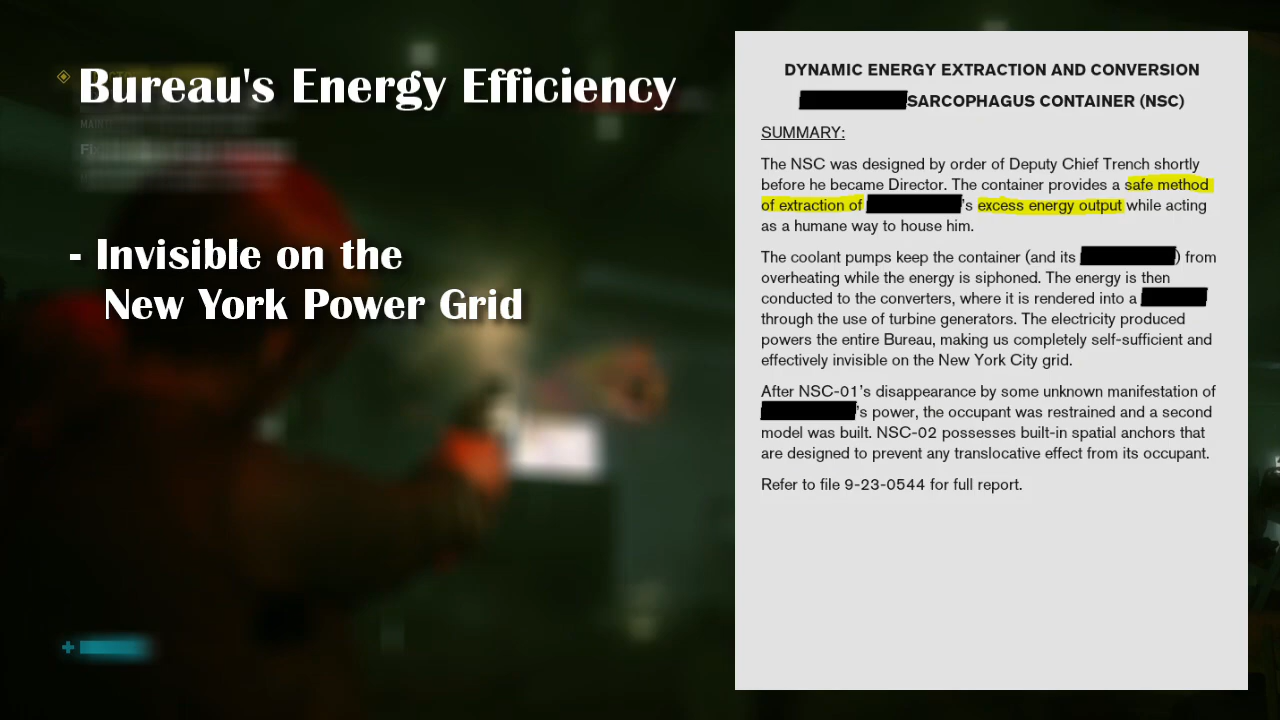 Bureau's Energy Efficiency
- Invisible on the
New York Power Grid
DYNAMIC ENERGY EXTRACTION AND CONVERSION
SARCOPHAGUS CONTAINER (NSC)
SUMMARY:
The NSC was designed by order of Deputy Chief Trench shortly
before he became Director. The container provides a safe method
of extraction of 's excess energy output while acting
as a humane way to house him.
The coolant pumps keep the container (and its ) from
overheating while the energy is siphoned. The energy is then
conducted to the converters, where it is rendered into a
through the use of turbine generators. The electricity produced
powers the entire Bureau, making us completely self-sufficient and
effectively invisible on the New York City grid.
After NSC-01's disappearance by some unknown manifestation of
's power, the occupant was restrained and a second
model was built. NSC-02 possesses built-in spatial anchors that
are designed to prevent any translocative effect from its occupant.
Refer to file 9-23-0544 for full report.